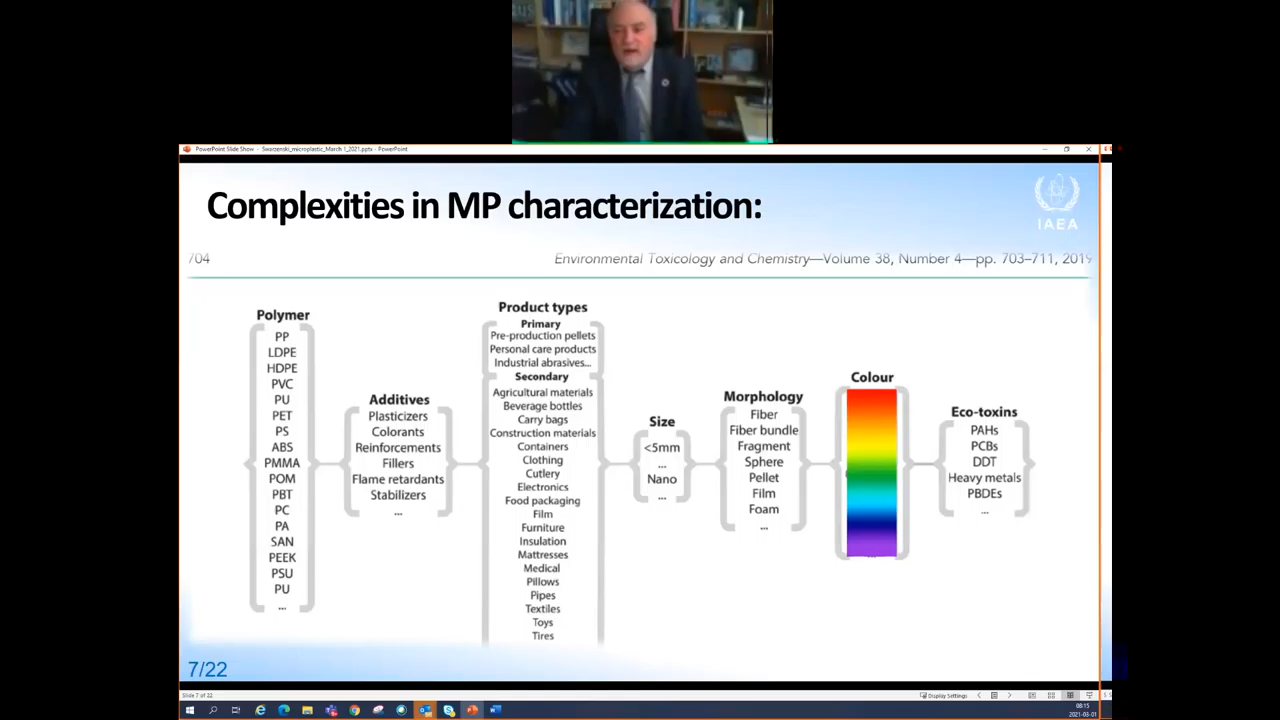 PowerPoint Slide Show - Sworzenski_microplastic_March 1_2021.pptx - PowerPoint
Complexities in MP characterization:
IAEA
704
Environmental Toxicology and Chemistry—Volume 38, Number 4—pp. 703–711, 2019
Polymer
PP
LDPE
HDPE
PVC
PU
PET
PS
ABS
PMMA
POM
PBT
PC
PA
SAN
PEEK
PSU
PU
...
Additives
Plasticizers
Colorants
Reinforcements
Fillers
Flame retardants
Stabilizers
...
Product types
Primary
Pre-production pellets
Personal care products
Industrial abrasives...
Secondary
Agricultural materials
Beverage bottles
Carry bags
Construction materials
Containers
Clothing
Cutlery
Electronics
Food packaging
Film
Furniture
Insulation
Mattresses
Medical
Pillows
Pipes
Textiles
Toys
Tires
Size
<5mm
...
Nano
...
Morphology
Fiber
Fiber bundle
Fragment
Sphere
Pellet
Film
Foam
...
Colour
...
Eco-toxins
PAHs
PCBs
DDT
Heavy metals
PBDEs
...
7/22
Slide 7 of 22
Display Settings
08:15
2021-03-01